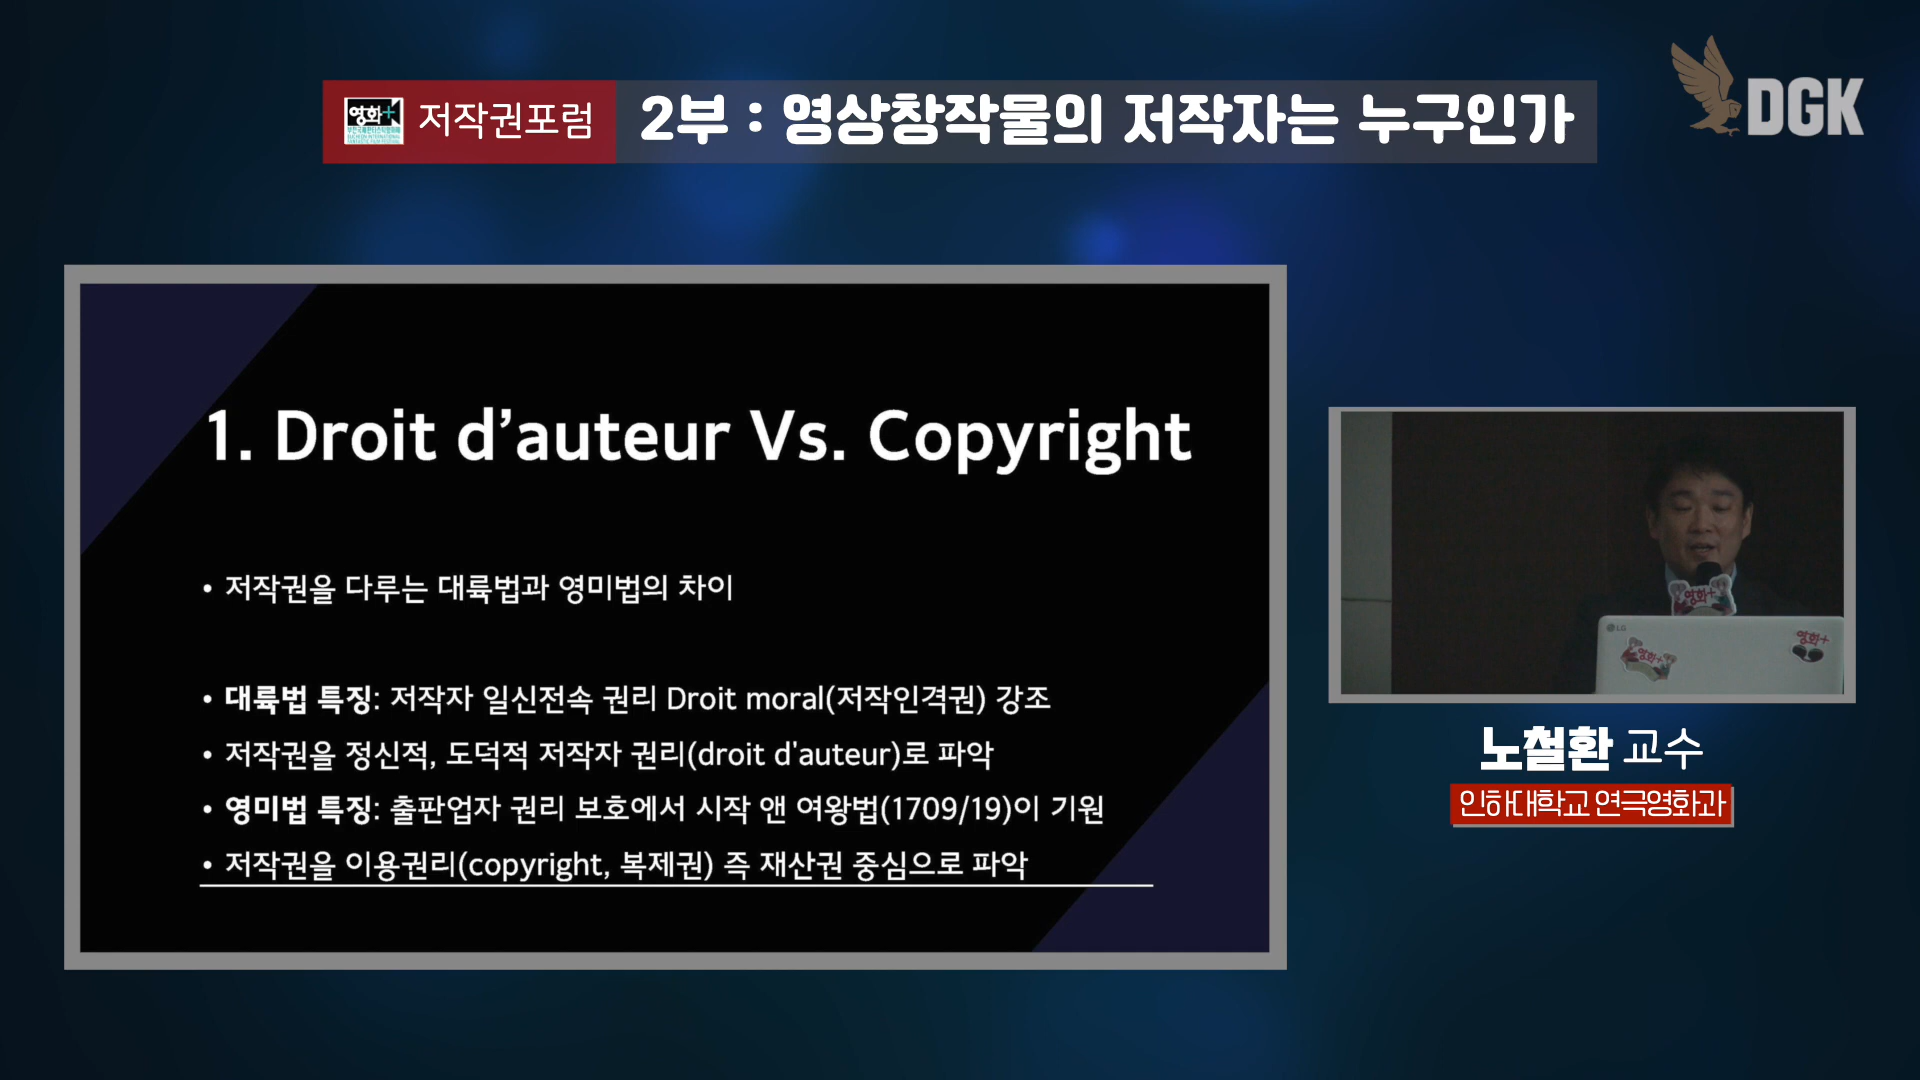 영화+
저작권포럼
2부 : 영상창작물의 저작자는 누구인가
DGK
1. Droit d’auteur Vs. Copyright
• 저작권을 다루는 대륙법과 영미법의 차이
• 대륙법 특징: 저작자 일신전속 권리 Droit moral(저작인격권) 강조
• 저작권을 정신적, 도덕적 저작자 권리(droit d'auteur)로 파악
• 영미법 특징: 출판업자 권리 보호에서 시작 앤 여왕법(1709/19)이 기원
• 저작권을 이용권리(copyright, 복제권) 즉 재산권 중심으로 파악
영화+
LG
영화+
영화+
노철환 교수
인하대학교 연극영화과